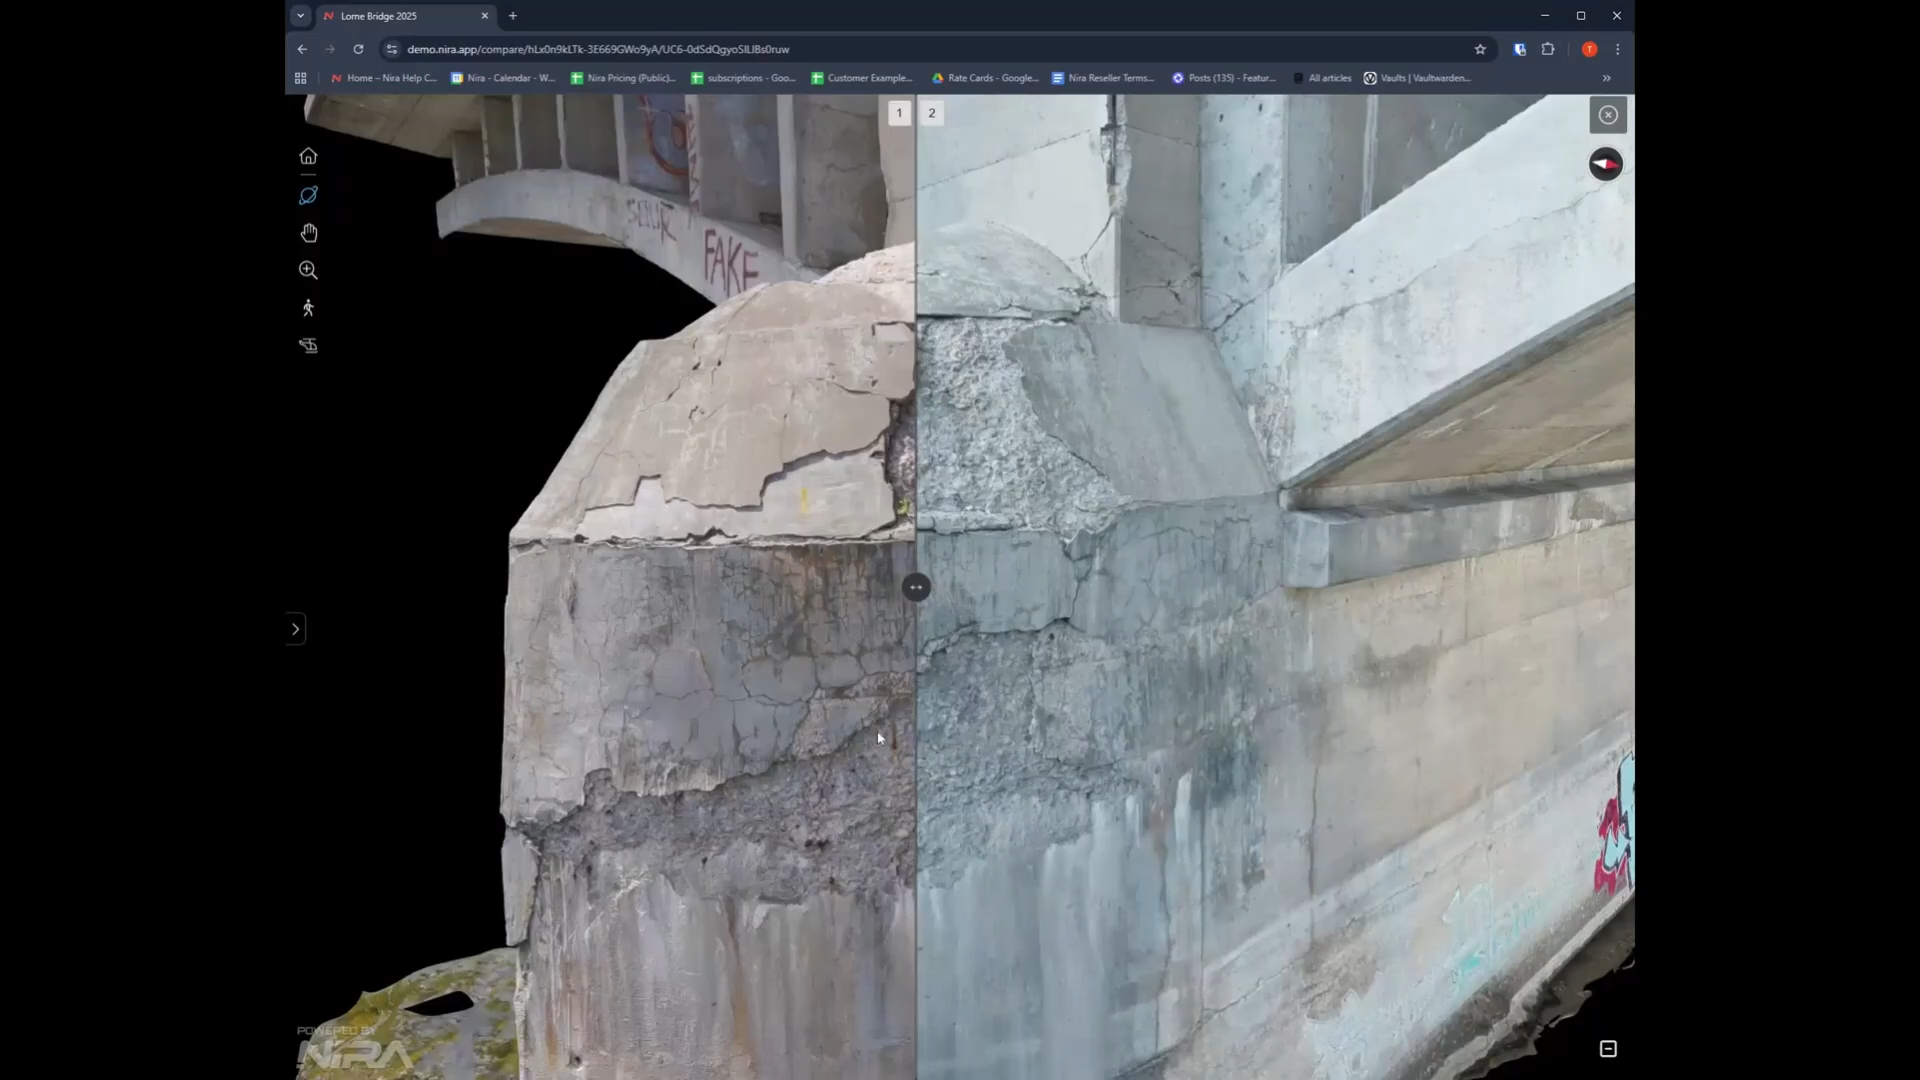 Lorne Bridge 2025
demo.nira.app/compare/hLx0n9kLTk-3E669GWo9yA/UC6-0dSdQgyoSlLlBs0ruw
Home – Nira Help C...
Nira - Calendar - W...
Nira Pricing (Public)...
subscriptions - Goo...
Customer Example...
Rate Cards - Google...
Nira Reseller Terms...
Posts (135) - Featur...
All articles
Vaults | Vaultwarden...
T
1
2
FAKE
POWERED BY
NIRA